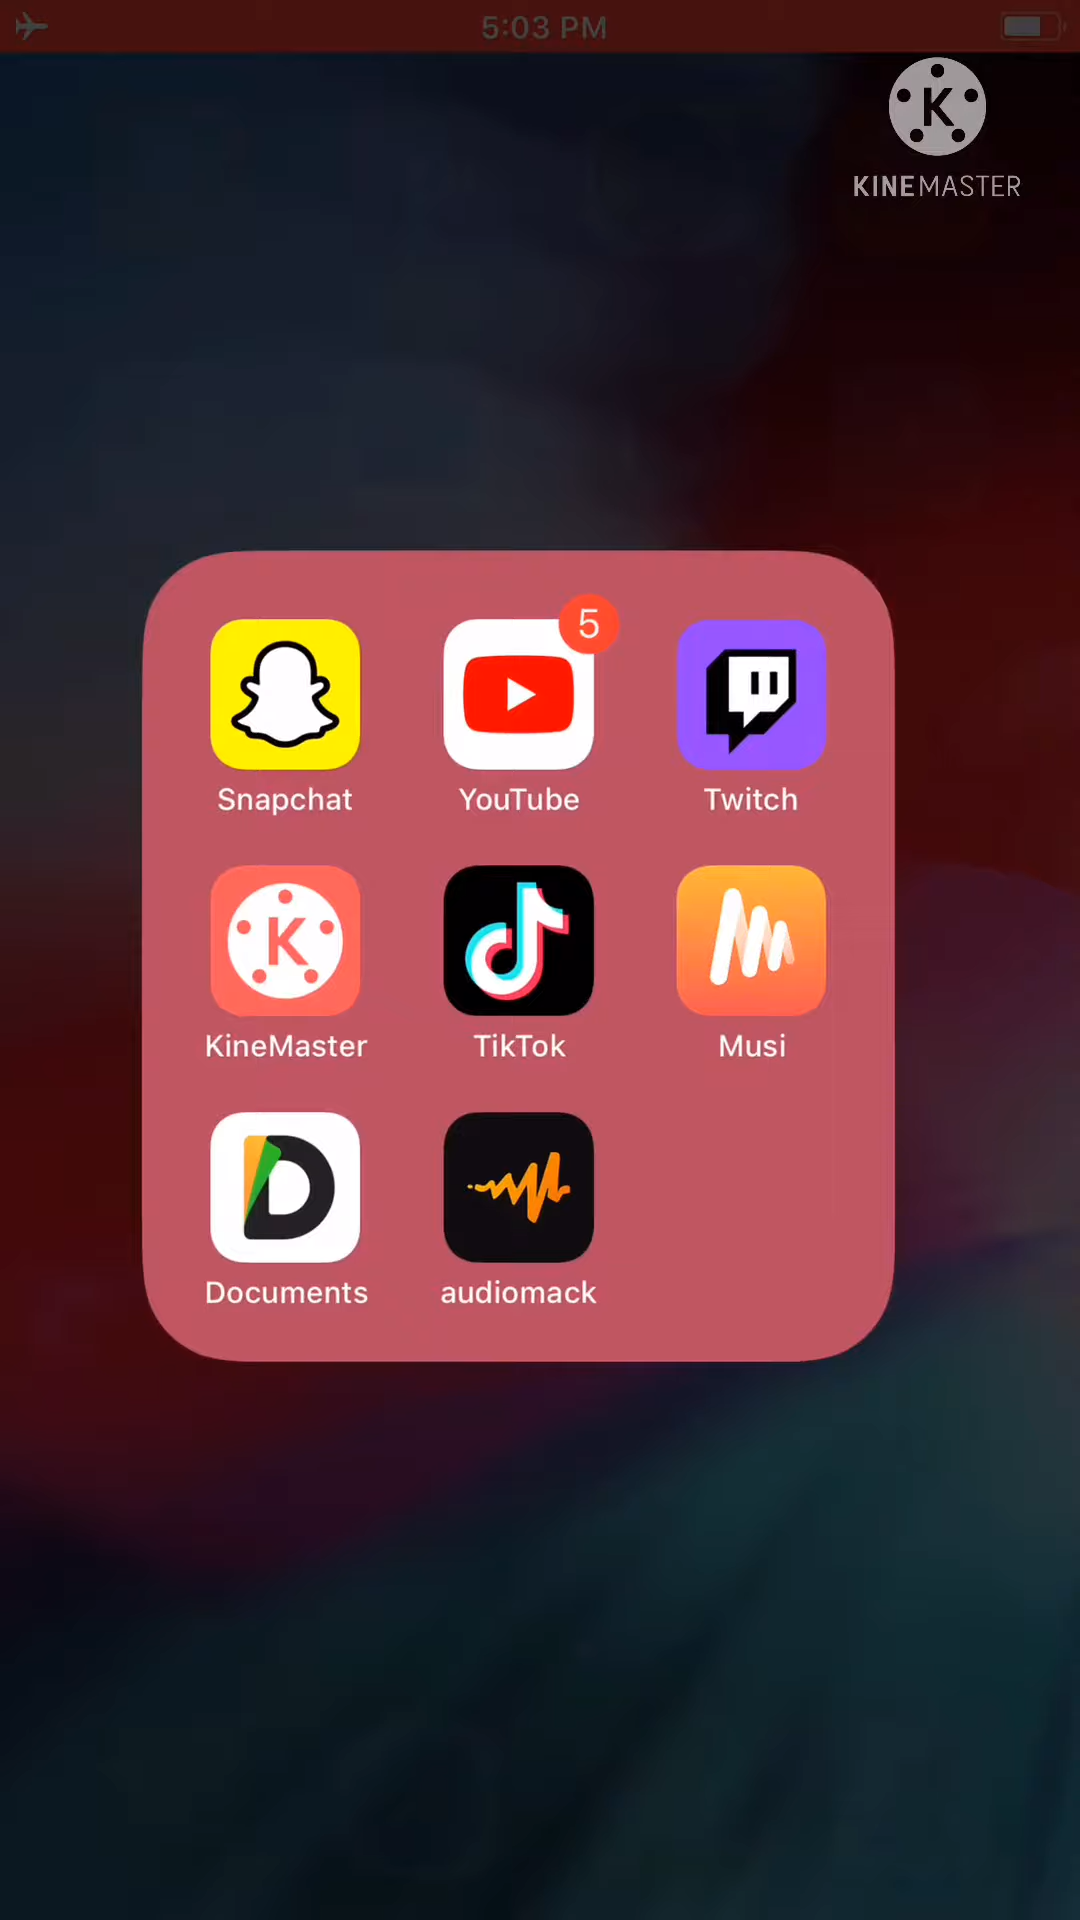 5:03 PM
K
KINEMASTER
5
Snapchat YouTube Twitch
K
KineMaster TikTok Musi
D
Documents audiomack